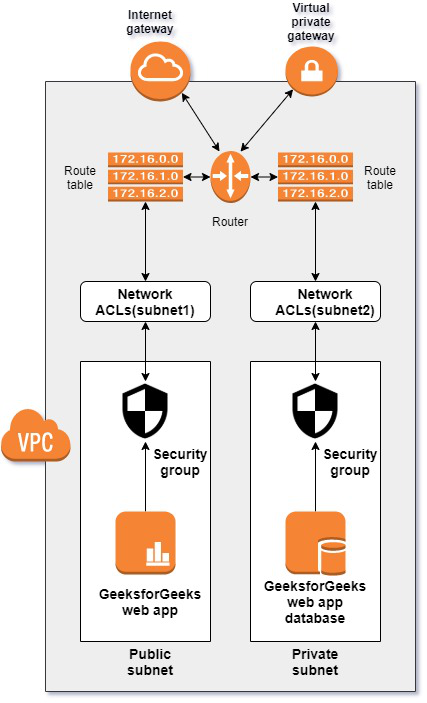 Internet
gateway
Virtual
private
gateway
Route
table
172.16.0.0
172.16.1.0
172.16.2.0
Router
172.16.0.0
172.16.1.0
172.16.2.0
Route
table
Network
ACLs(subnet1)
Network
ACLs(subnet2)
VPC
Security
group
Security
group
GeeksforGeeks
web app
GeeksforGeeks
web app
database
Public
subnet
Private
subnet